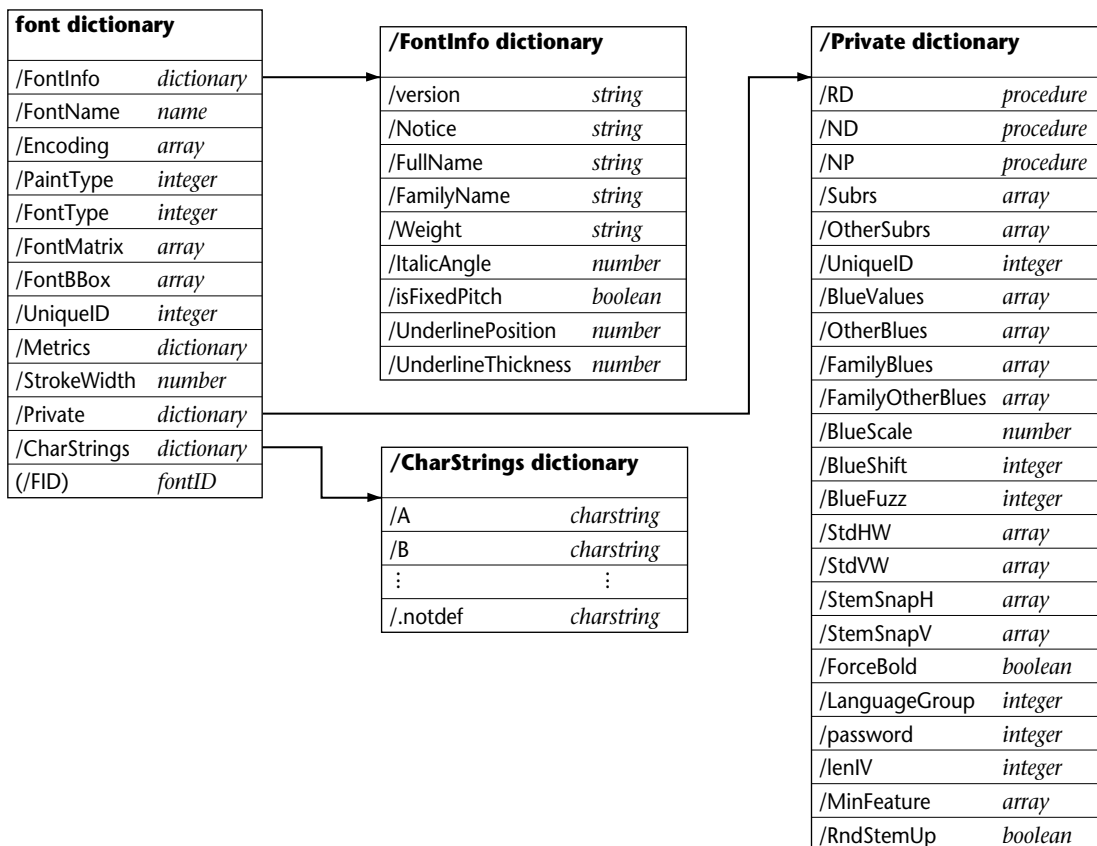 font dictionary
/FontInfo dictionary
/FontName name
/Encoding array
/PaintType integer
/FontType integer
/FontMatrix array
/FontBBox array
/UniqueID integer
/Metrics dictionary
/StrokeWidth number
/Private dictionary
/CharStrings dictionary
(/FID) fontID
/FontInfo dictionary
/version string
/Notice string
/FullName string
/FamilyName string
/Weight string
/ItalicAngle number
/isFixedPitch boolean
/UnderlinePosition number
/UnderlineThickness number
/CharStrings dictionary
/A charstring
/B charstring
⋮ ⋮
/.notdef charstring
/Private dictionary
/RD procedure
/ND procedure
/NP procedure
/Subrs array
/OtherSubrs array
/UniqueID integer
/BlueValues array
/OtherBlues array
/FamilyBlues array
/FamilyOtherBlues array
/BlueScale number
/BlueShift integer
/BlueFuzz integer
/StdHW array
/StdVW array
/StemSnapH array
/StemSnapV array
/ForceBold boolean
/LanguageGroup integer
/password integer
/lenIV integer
/MinFeature array
/RndStemUp boolean